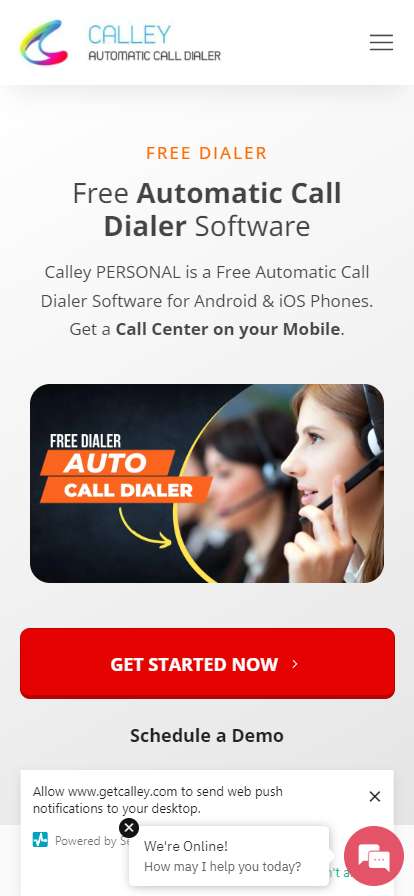 CALLEY
AUTOMATIC CALL DIALER
FREE DIALER
Free Automatic Call
Dialer Software
Calley PERSONAL is a Free Automatic Call
Dialer Software for Android & iOS Phones.
Get a Call Center on your Mobile.
FREE DIALER
AUTO
CALL DIALER
GET STARTED NOW
Schedule a Demo
Allow www.getcalley.com to send web push
notifications to your desktop.
Powered by
We're Online!
How may I help you today?